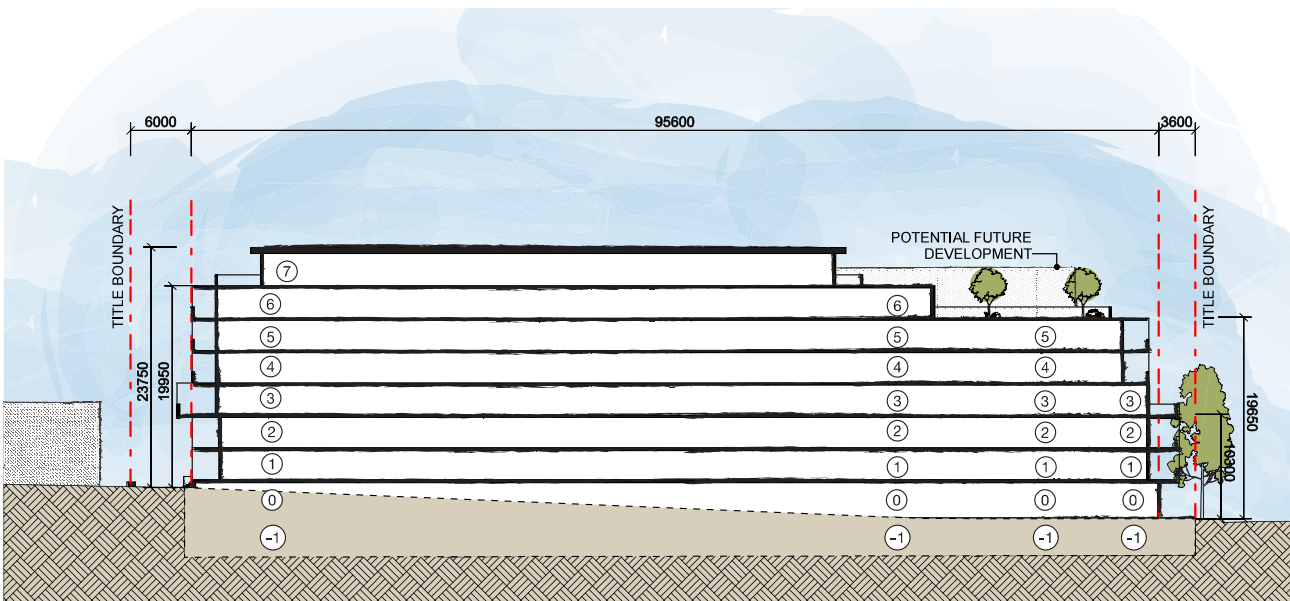 6000
95600
3600
TITLE BOUNDARY
23750
19950
POTENTIAL FUTURE
DEVELOPMENT
TITLE BOUNDARY
19650
10300
7
6 6
5 5 5
4 4 4
3 3 3 3
2 2 2 2
1 1 1 1
0 0 0 0
-1 -1 -1 -1